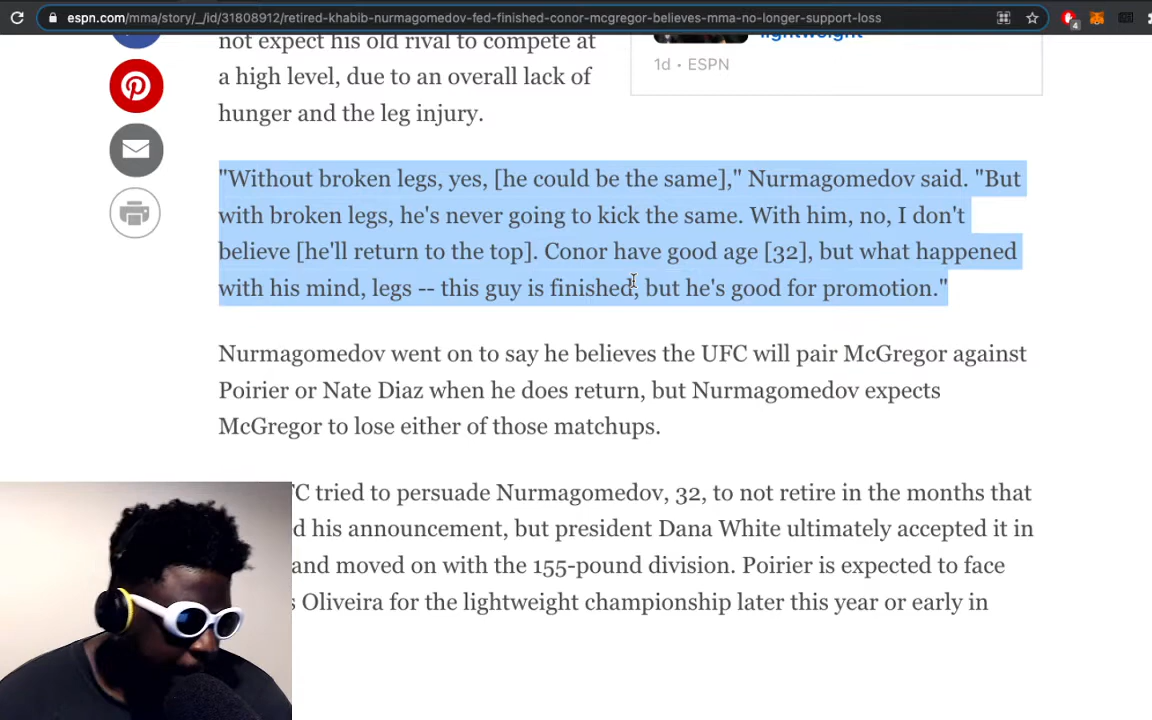 espn.com/mma/story/_/id/31808912/retired-khabib-nurmagomedov-fed-finished-conor-mcgregor-believes-mma-no-longer-support-loss
4
not expect his old rival to compete at
a high level, due to an overall lack of
hunger and the leg injury.
lightweight
1d • ESPN
"Without broken legs, yes, [he could be the same]," Nurmagomedov said. "But
with broken legs, he's never going to kick the same. With him, no, I don't
believe [he'll return to the top]. Conor have good age [32], but what happened
with his mind, legs -- this guy is finished, but he's good for promotion."
Nurmagomedov went on to say he believes the UFC will pair McGregor against
Poirier or Nate Diaz when he does return, but Nurmagomedov expects
McGregor to lose either of those matchups.
FC tried to persuade Nurmagomedov, 32, to not retire in the months that
d his announcement, but president Dana White ultimately accepted it in
and moved on with the 155-pound division. Poirier is expected to face
s Oliveira for the lightweight championship later this year or early in